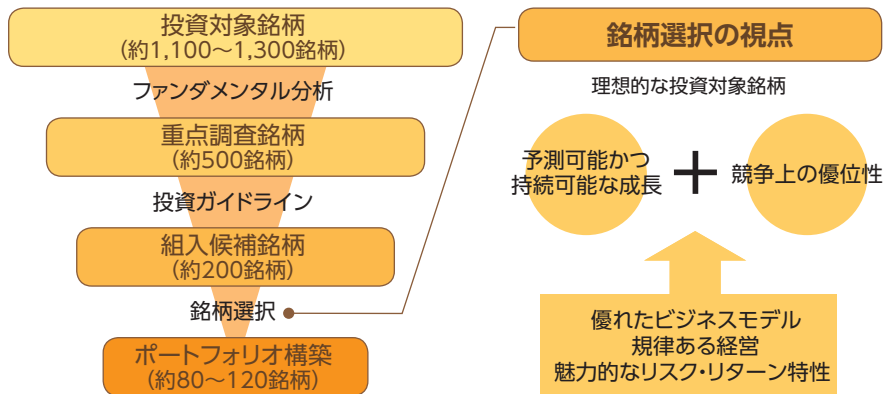 投資対象銘柄
(約1,100～1,300銘柄)
ファンダメンタル分析
重点調査銘柄
(約500銘柄)
投資ガイドライン
組入候補銘柄
(約200銘柄)
銘柄選択
ポートフォリオ構築
(約80～120銘柄)
銘柄選択の視点
理想的な投資対象銘柄
予測可能かつ
持続可能な成長
＋
競争上の優位性
優れたビジネスモデル
規律ある経営
魅力的なリスク・リターン特性